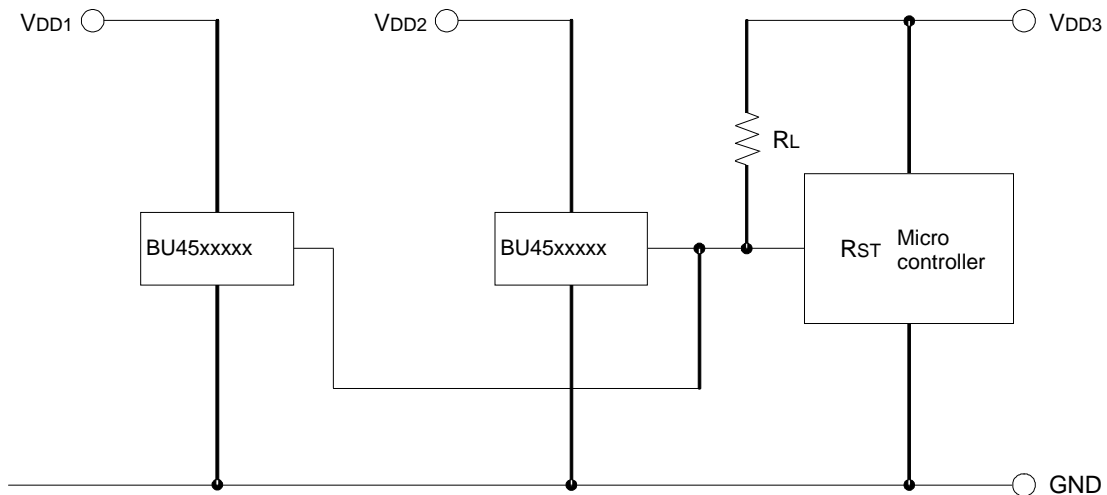 VDD1
VDD2
VDD3
RL
BU45xxxxx
BU45xxxxx
RST
Micro
controller
GND